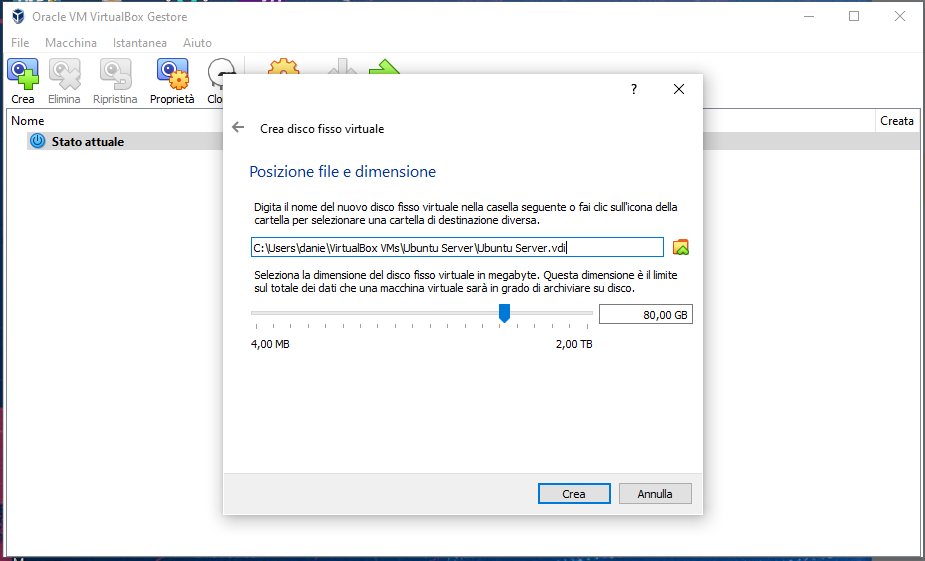 Oracle VM VirtualBox Gestore
File Macchina Istantanea Aiuto
Crea Elimina Ripristina Proprietà
Nome Creata
Stato attuale
?
Crea disco fisso virtuale
Posizione file e dimensione
Digita il nome del nuovo disco fisso virtuale nella casella seguente o fai clic sull'icona della
cartella per selezionare una cartella di destinazione diversa.
C:\Users\danie\VirtualBox VMs\Ubuntu Server\Ubuntu Server.vdi
Seleziona la dimensione del disco fisso virtuale in megabyte. Questa dimensione è il limite
sul totale dei dati che una macchina virtuale sarà in grado di archiviare su disco.
80,00 GB
4,00 MB 2,00 TB
Crea Annulla